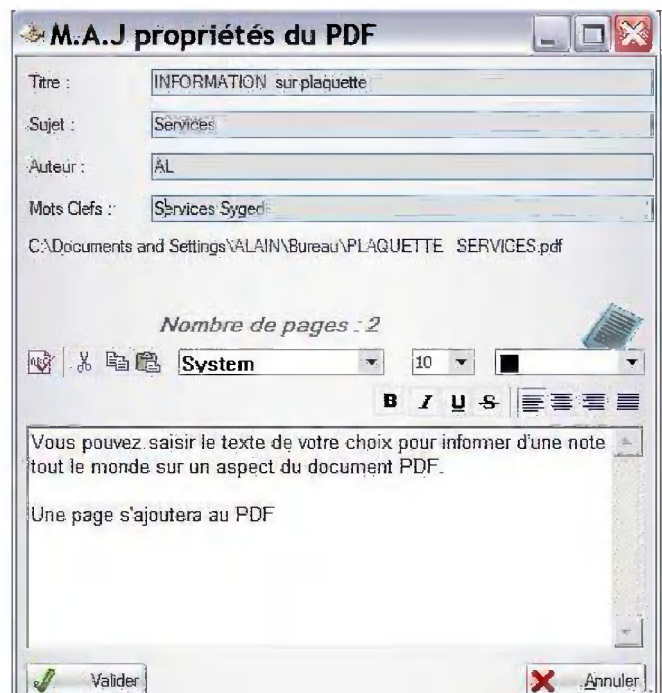 M.A.J propriétés du PDF
Titre : INFORMATION sur plaquette
Sujet : Services
Auteur : AL
Mots Clefs : Services Syged
C:\Documents and Settings\ALAIN\Bureau\PLAQUETTE SERVICES.pdf
Nombre de pages : 2
System 10
B I U S
Vous pouvez saisir le texte de votre choix pour informer d'une note
tout le monde sur un aspect du document PDF.
Une page s'ajoutera au PDF
Valider Annuler